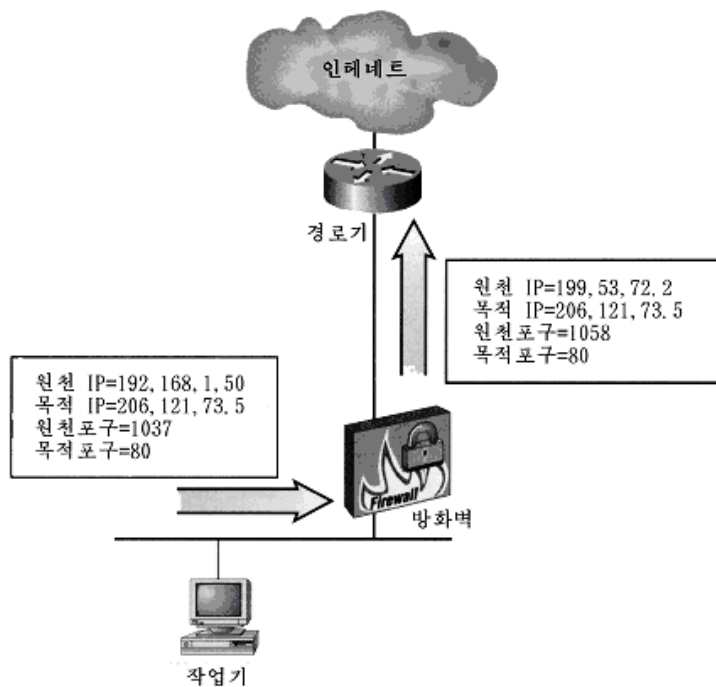 인테네트
경로기
원천 IP=199,53,72.2
목적 IP=206,121,73.5
원천포구=1058
목적포구=80
원천 IP=192,168,1,50
목적 IP=206,121,73.5
원천포구=1037
목적포구=80
Firewall
방화벽
작업기